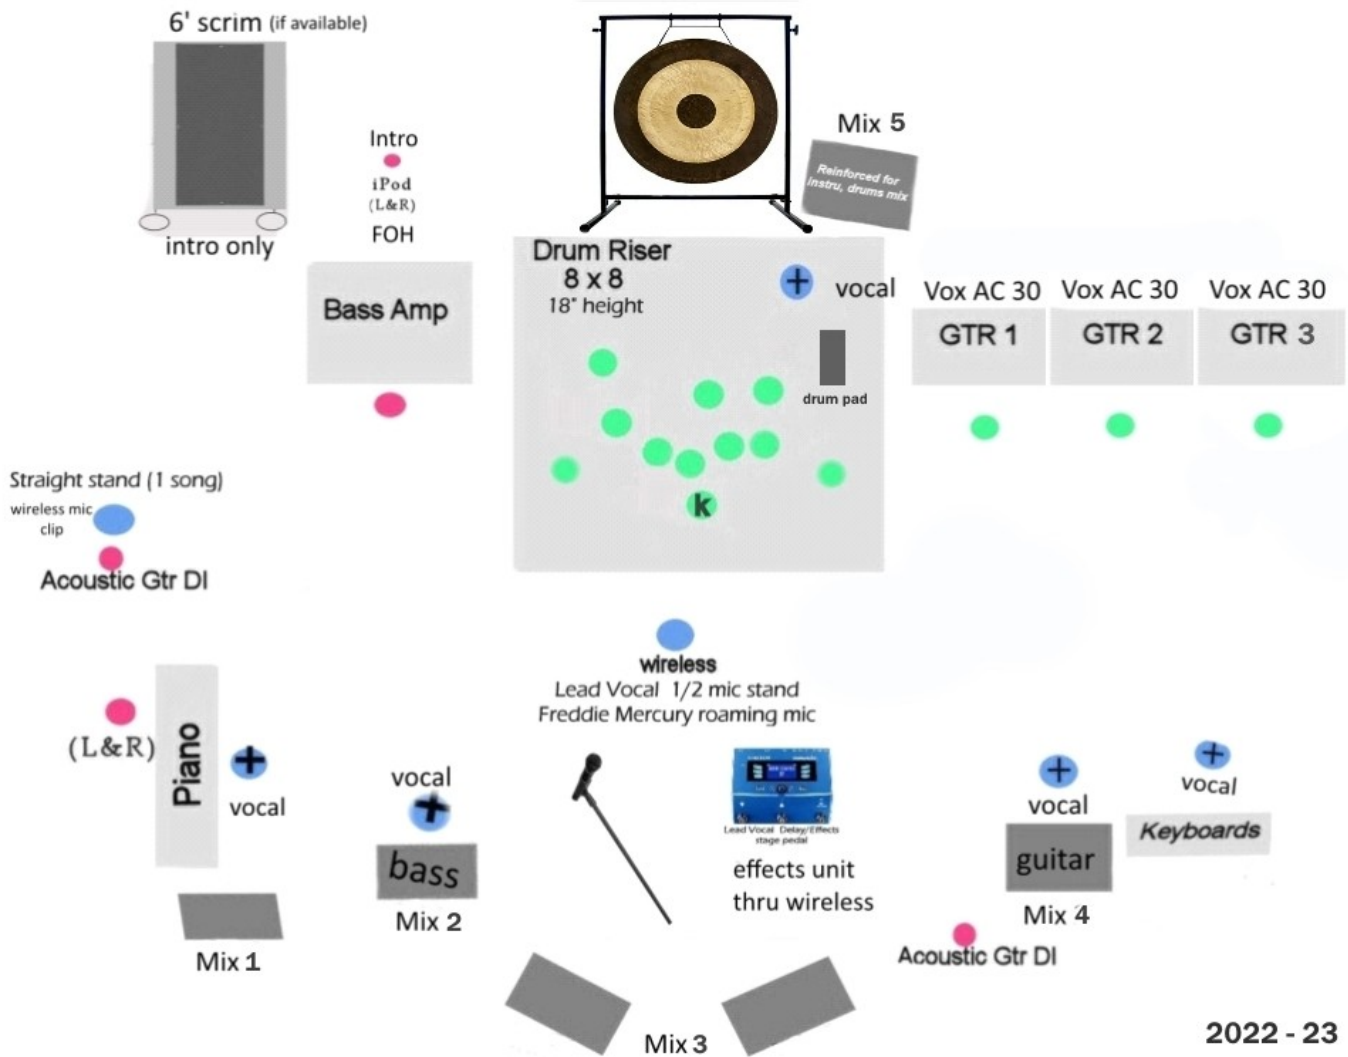 6' scrim (if available)
intro only
Intro
iPod
(L&R)
FOH
Bass Amp
Mix 5
Reinforced for
instru, drums mix
Drum Riser
8 x 8
18" height
vocal
drum pad
k
Vox AC 30
GTR 1
Vox AC 30
GTR 2
Vox AC 30
GTR 3
Straight stand (1 song)
wireless mic
clip
Acoustic Gtr DI
wireless
Lead Vocal 1/2 mic stand
Freddie Mercury roaming mic
(L&R)
Piano
vocal
Mix 1
vocal
bass
Mix 2
Lead Vocal Delay/Effects
stage pedal
effects unit
thru wireless
Mix 3
vocal
guitar
Mix 4
Acoustic Gtr DI
vocal
Keyboards
2022 - 23